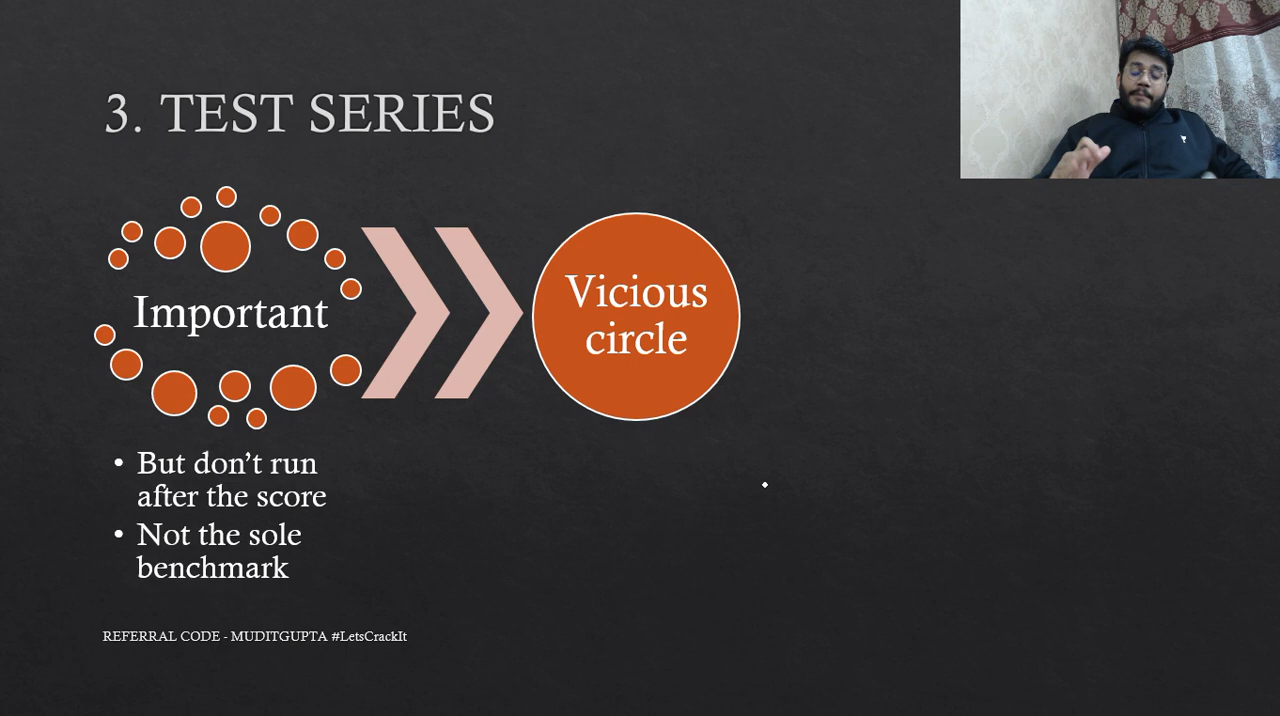 3. TEST SERIES
Important
Vicious
circle
• But don’t run
after the score
• Not the sole
benchmark
REFERRAL CODE - MUDITGUPTA #LetsCrackIt